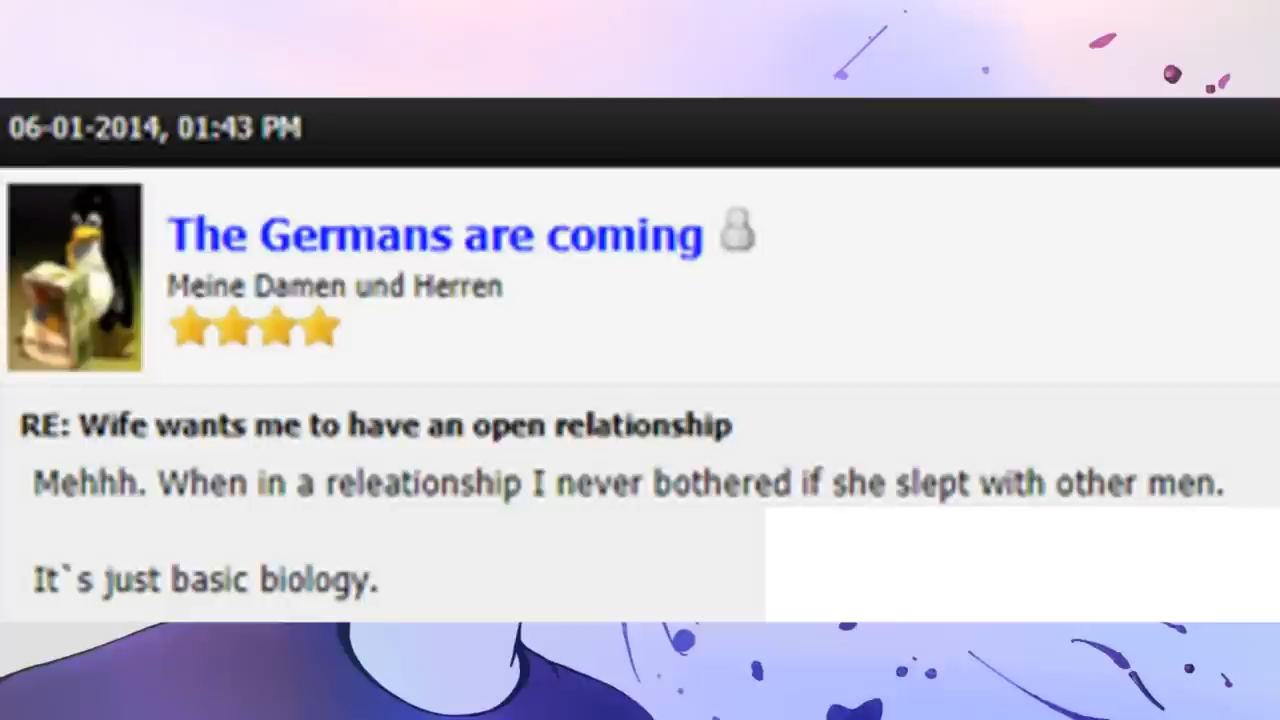 06-01-2014, 01:43 PM
The Germans are coming
Meine Damen und Herren
RE: Wife wants me to have an open relationship
Mehhh. When in a releationship I never bothered if she slept with other men.
It`s just basic biology.